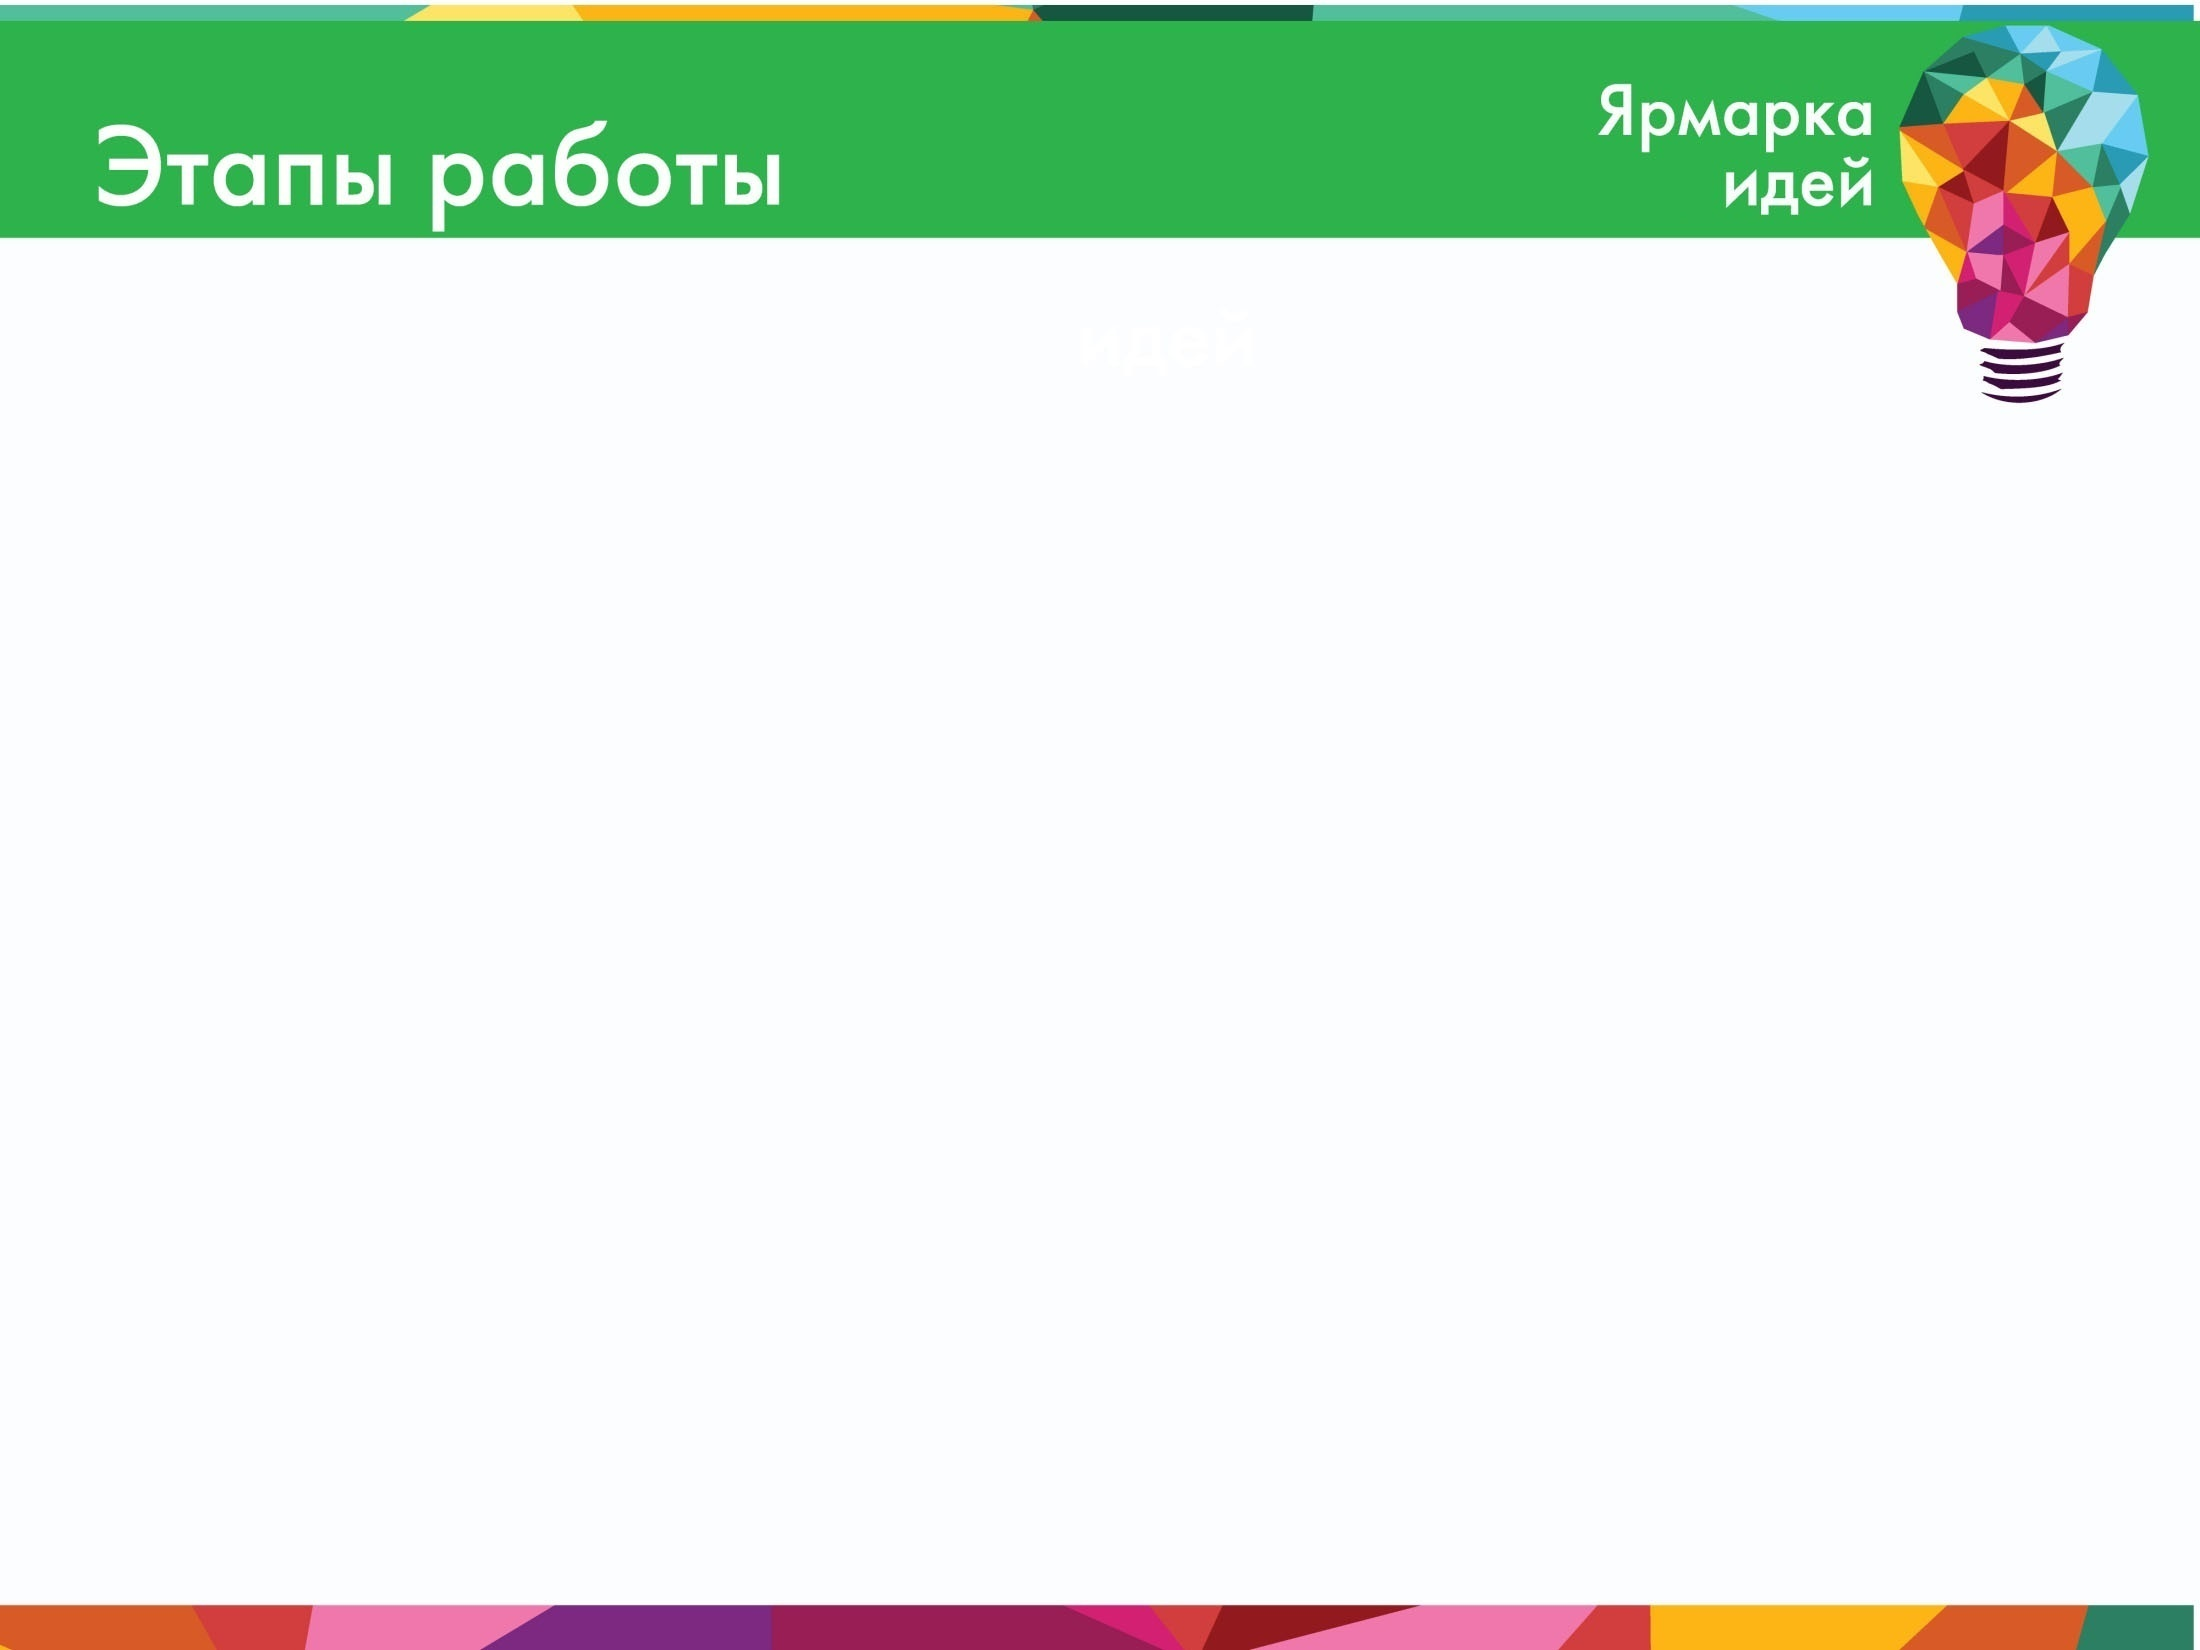 Этапы работы
Ярмарка
идей
идей